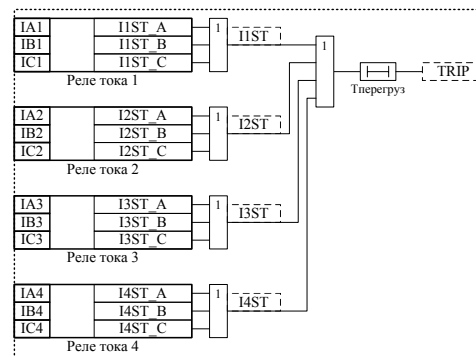 IA1 I1ST_A 1 I1ST
IB1 I1ST_B
IC1 I1ST_C
Реле тока 1
1
Tперегруз
TRIP
IA2 I2ST_A 1 I2ST
IB2 I2ST_B
IC2 I2ST_C
Реле тока 2
IA3 I3ST_A 1 I3ST
IB3 I3ST_B
IC3 I3ST_C
Реле тока 3
IA4 I4ST_A 1 I4ST
IB4 I4ST_B
IC4 I4ST_C
Реле тока 4